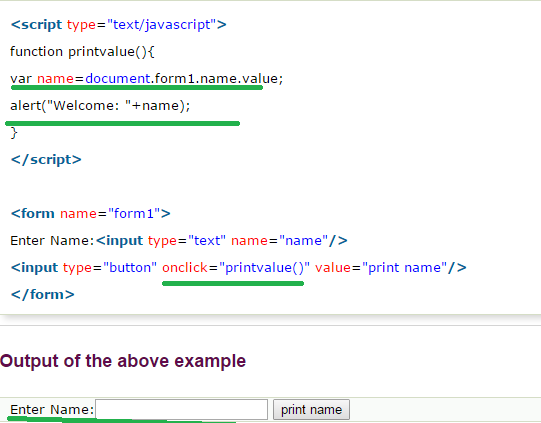 <script type="text/javascript">
function printvalue(){
var name=document.form1.name.value;
alert("Welcome: "+name);
}
</script>
<form name="form1">
Enter Name:<input type="text" name="name"/>
<input type="button" onclick="printvalue()" value="print name"/>
</form>
Output of the above example
Enter Name: print name